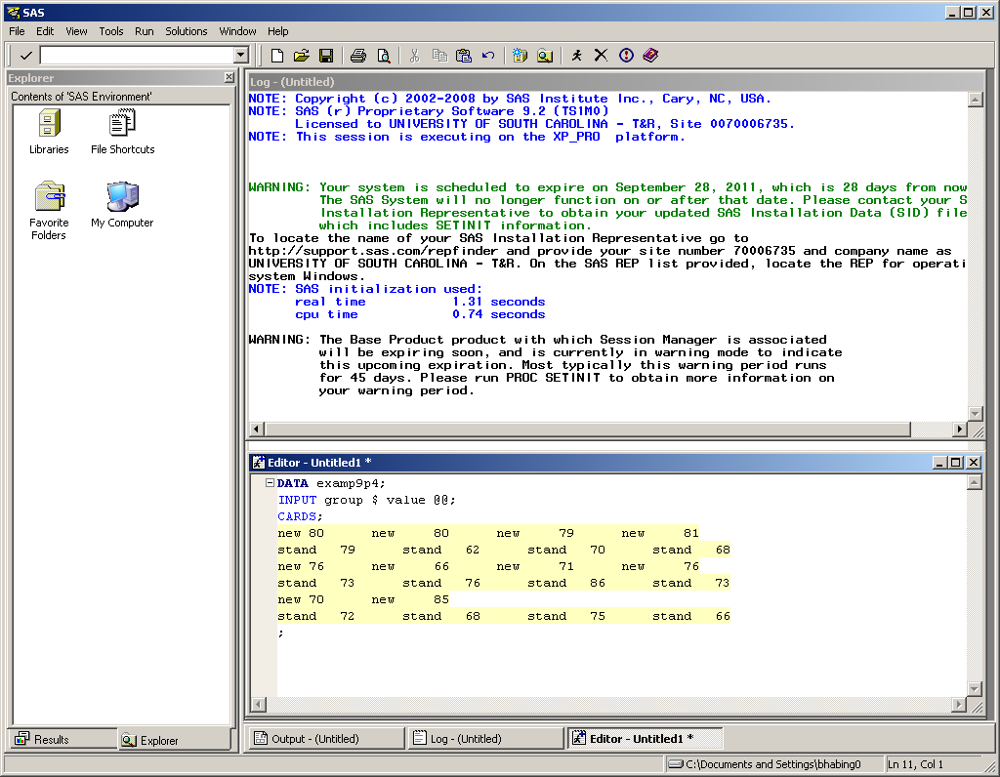 SAS
File Edit View Tools Run Solutions Window Help
Explorer
Contents of 'SAS Environment'
Libraries
File Shortcuts
Favorite
Folders
My Computer
Log - (Untitled)
NOTE: Copyright (c) 2002-2008 by SAS Institute Inc., Cary, NC, USA.
NOTE: SAS (r) Proprietary Software 9.2 (TS1M0)
Licensed to UNIVERSITY OF SOUTH CAROLINA - T&R, Site 0070006735.
NOTE: This session is executing on the XP_PRO  platform.
WARNING: Your system is scheduled to expire on September 28, 2011, which is 28 days from now
The SAS System will no longer function on or after that date. Please contact your S
Installation Representative to obtain your updated SAS Installation Data (SID) file
which includes SETINIT information.
To locate the name of your SAS Installation Representative go to
http://support.sas.com/repfinder and provide your site number 70006735 and company name as
UNIVERSITY OF SOUTH CAROLINA - T&R. On the SAS REP list provided, locate the REP for operati
system Windows.
NOTE: SAS initialization used:
real time 1.31 seconds
cpu time 0.74 seconds
WARNING: The Base Product product with which Session Manager is associated
will be expiring soon, and is currently in warning mode to indicate
this upcoming expiration. Most typically this warning period runs
for 45 days. Please run PROC SETINIT to obtain more information on
your warning period.
Editor - Untitled1 *
DATA examp9p4;
INPUT group $ value @@;
CARDS;
new 80 new 80 new 79 new 81
stand 79 stand 62 stand 70 stand 68
new 76 new 66 new 71 new 76
stand 73 stand 76 stand 86 stand 73
new 70 new 85
stand 72 stand 68 stand 75 stand 66
;
Results
Explorer
Output - (Untitled)
Log - (Untitled)
Editor - Untitled1 *
C:\Documents and Settings\bhabing0
Ln 11, Col 1